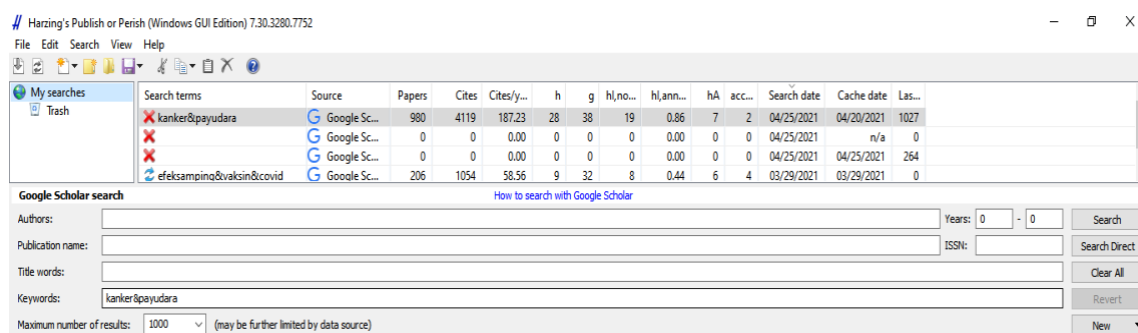 Harzing's Publish or Perish (Windows GUI Edition) 7.30.3280.7752
File Edit Search View Help
My searches
Trash
Search terms Source Papers Cites Cites/y... h g hI,no... hI,ann... hA acc... Search date Cache date Las...
kanker&payudara Google Sc... 980 4119 187.23 28 38 19 0.86 7 2 04/25/2021 04/20/2021 1027
Google Sc... 0 0 0.00 0 0 0 0.00 0 0 04/25/2021 n/a 0
Google Sc... 0 0 0.00 0 0 0 0.00 0 0 04/25/2021 04/25/2021 264
efeksamping&vaksin&covid Google Sc... 206 1054 58.56 9 32 8 0.44 6 4 03/29/2021 03/29/2021 0
Google Scholar search How to search with Google Scholar
Authors: Years: 0 - 0 Search
Publication name: ISSN: Search Direct
Title words: Clear All
Keywords: kanker&payudara Revert
Maximum number of results: 1000 (may be further limited by data source) New